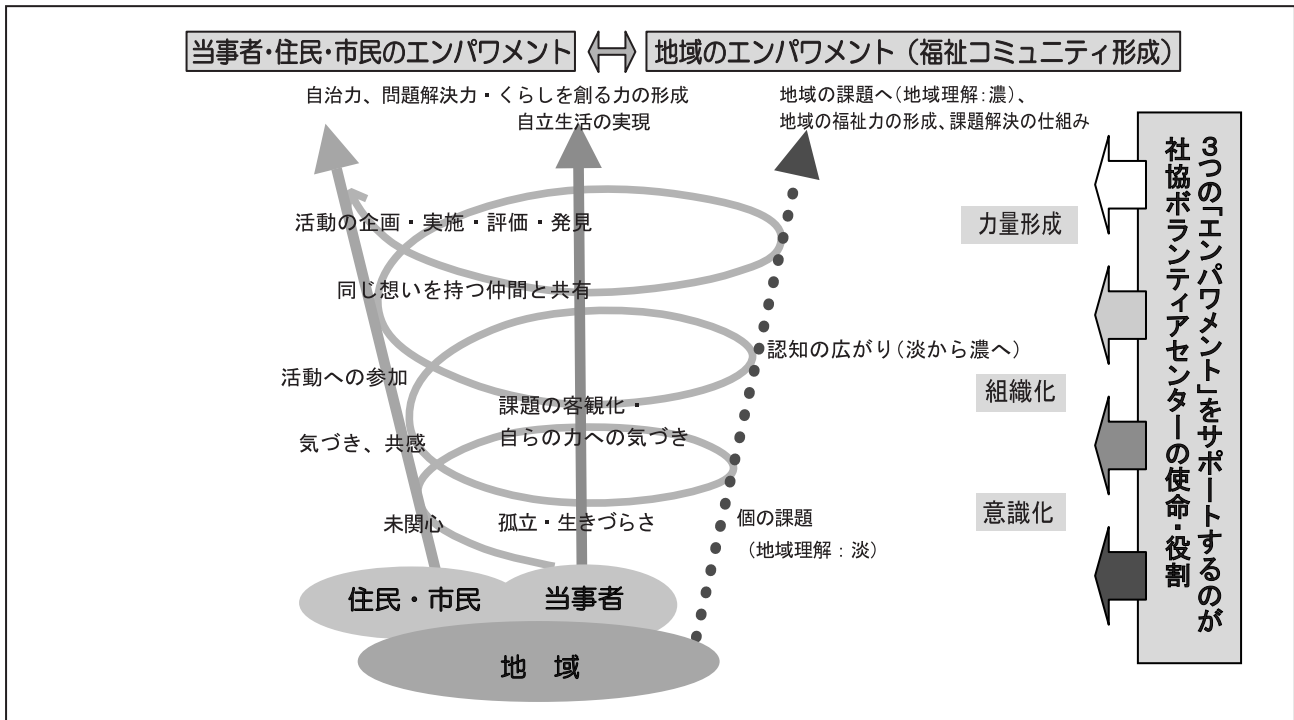 当事者・住民・市民のエンパワメント
地域のエンパワメント（福祉コミュニティ形成）
自治力、問題解決力・くらしを創る力の形成
自立生活の実現
地域の課題へ（地域理解：濃）、
地域の福祉力の形成、課題解決の仕組み
活動の企画・実施・評価・発見
力量形成
同じ想いを持つ仲間と共有
認知の広がり（淡から濃へ）
活動への参加
組織化
課題の客観化・
自らの力への気づき
気づき、共感
意識化
未関心
孤立・生きづらさ
個の課題
（地域理解：淡）
住民・市民
当事者
地　域
３つの「エンパワメント」をサポートするのが
社協ボランティアセンターの使命・役割